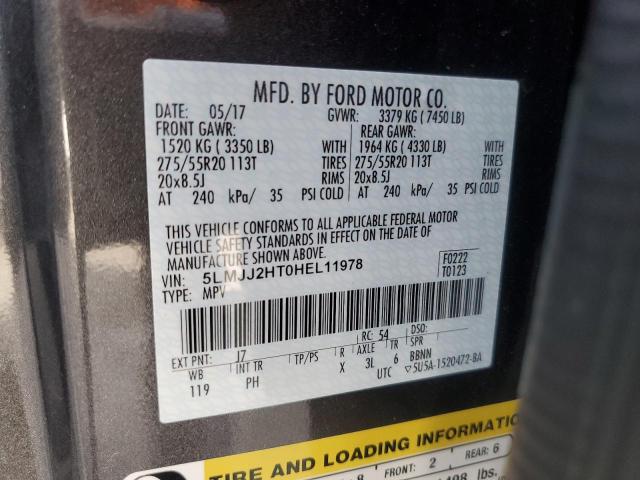 MFD. BY FORD MOTOR CO.
DATE: 05/17 GVWR: 3379 KG ( 7450 LB)
FRONT GAWR: REAR GAWR:
1520 KG ( 3350 LB) WITH 1964 KG ( 4330 LB) WITH
275/55R20 113T TIRES 275/55R20 113T TIRES
20x8.5J RIMS 20x8.5J RIMS
AT 240 kPa/ 35 PSI COLD AT 240 kPa/ 35 PSI COLD
THIS VEHICLE CONFORMS TO ALL APPLICABLE FEDERAL MOTOR
VEHICLE SAFETY STANDARDS IN EFFECT ON THE DATE OF
MANUFACTURE SHOWN ABOVE.
VIN: 5LMJJ2HT0HEL11978 F0222
TYPE: MPV T0123
EXT PNT: J7 RC: 54 DSO:
WB INT TR TP/PS R AXLE TR SPR
119 PH X 3L 6 BBNN
UTC ▽5U5A-1520472-BA
TIRE AND LOADING INFORMATION
8 FRONT: 2 REAR: 6
lbs.